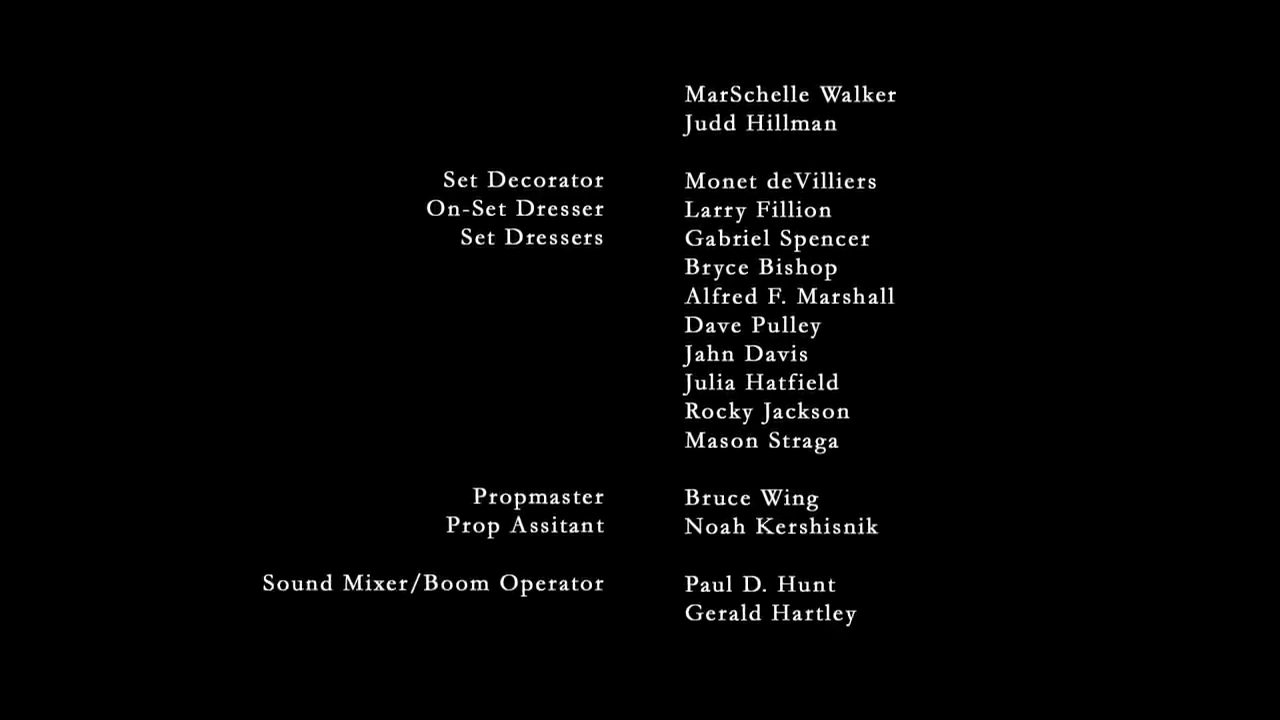 MarSchelle Walker
Judd Hillman
Set Decorator Monet deVilliers
On-Set Dresser Larry Fillion
Set Dressers Gabriel Spencer
Bryce Bishop
Alfred F. Marshall
Dave Pulley
Jahn Davis
Julia Hatfield
Rocky Jackson
Mason Straga
Propmaster Bruce Wing
Prop Assitant Noah Kershisnik
Sound Mixer/Boom Operator Paul D. Hunt
Gerald Hartley